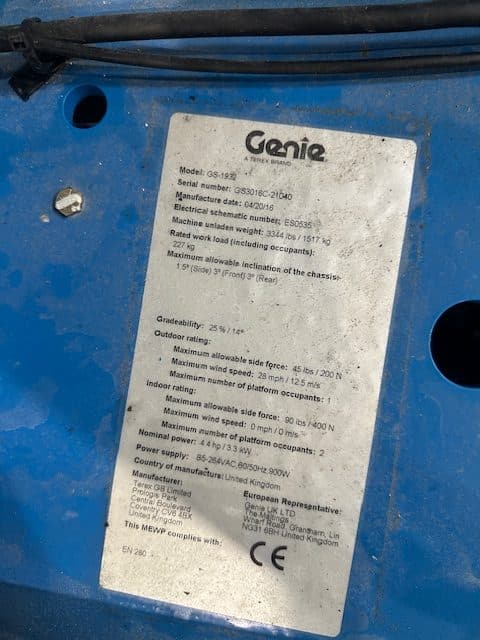 Genie
A TEREX BRAND
Model: GS-1932
Serial number: GS3016C-21040
Manufacture date: 04/20/16
Electrical schematic number: ES0535
Machine unladen weight: 3344 lbs / 1517 kg
Rated work load (including occupants):
227 kg
Maximum allowable inclination of the chassis:
1.5° (Side) 3° (Front) 3° (Rear)
Gradeability: 25 % / 14°
Outdoor rating:
Maximum allowable side force: 45 lbs / 200 N
Maximum wind speed: 28 mph / 12.5 m/s
Maximum number of platform occupants: 1
Indoor rating:
Maximum allowable side force: 90 lbs / 400 N
Maximum wind speed: 0 mph / 0 m/s
Maximum number of platform occupants: 2
Nominal power: 4.4 hp / 3.3 kW
Power supply: 85-264VAC,60/50Hz,900W
Country of manufacture: United Kingdom
Manufacturer:
Terex GB Limited
Prologis Park
Central Boulevard
Coventry CV6 4BX
United Kingdom
European Representative:
Genie UK LTD
The Maltings
Wharf Road, Grantham, Lin
NG31 6BH United Kingdom
This MEWP complies with:
CE
EN 280